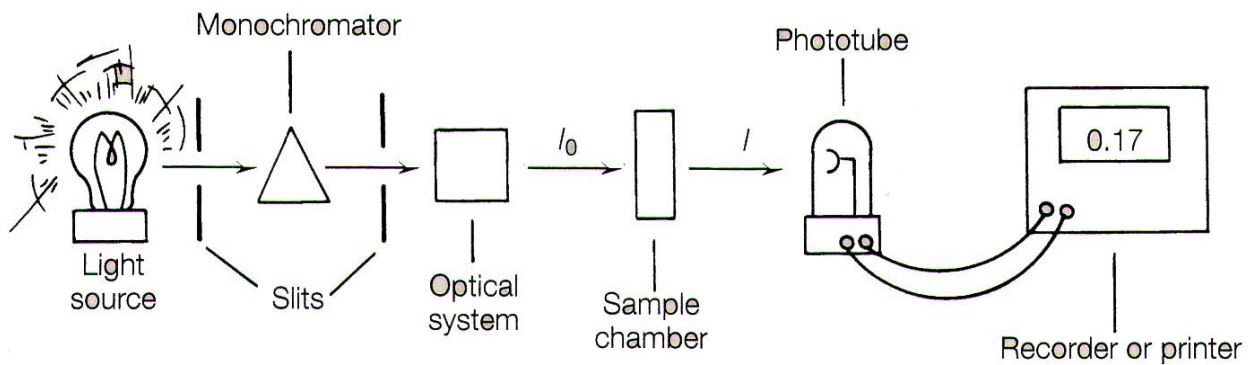 Monochromator
Phototube
I₀
I
0.17
Light
source
Slits
Optical
system
Sample
chamber
Recorder or printer